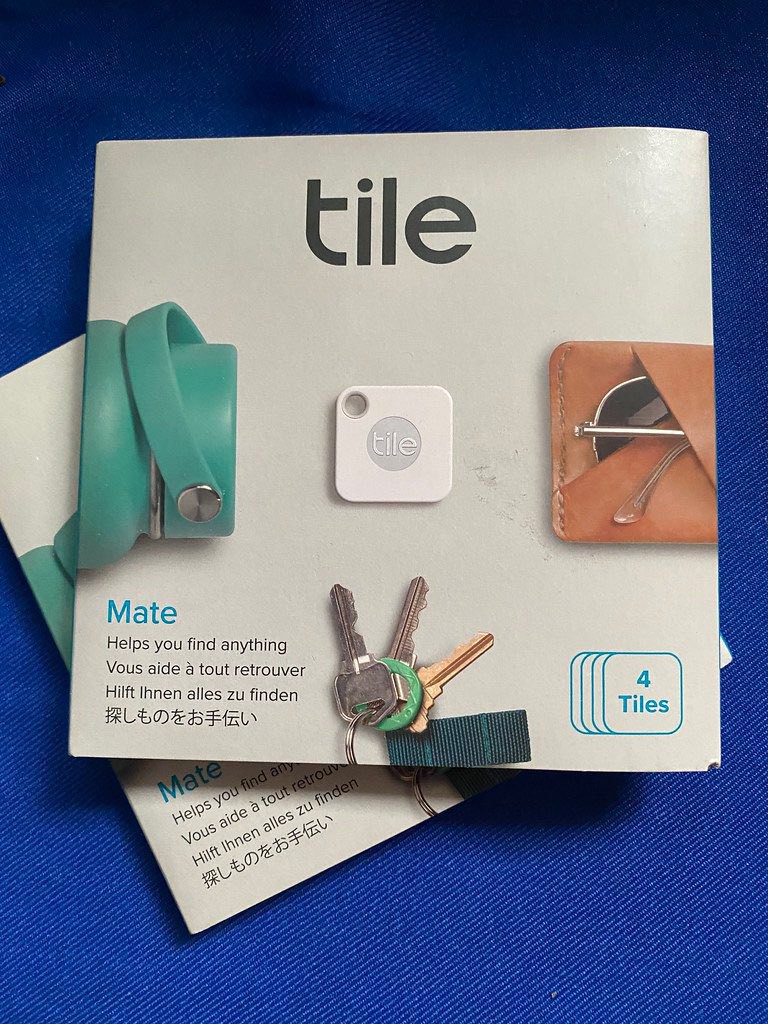 tile
tile
Mate
Helps you find anything
Vous aide à tout retrouver
Hilft Ihnen alles zu finden
探しものをお手伝い
4
Tiles
Mate
Helps you find any
Vous aide à tout retrouv
Hilft Ihnen alles zu finden
探しものをお手伝い